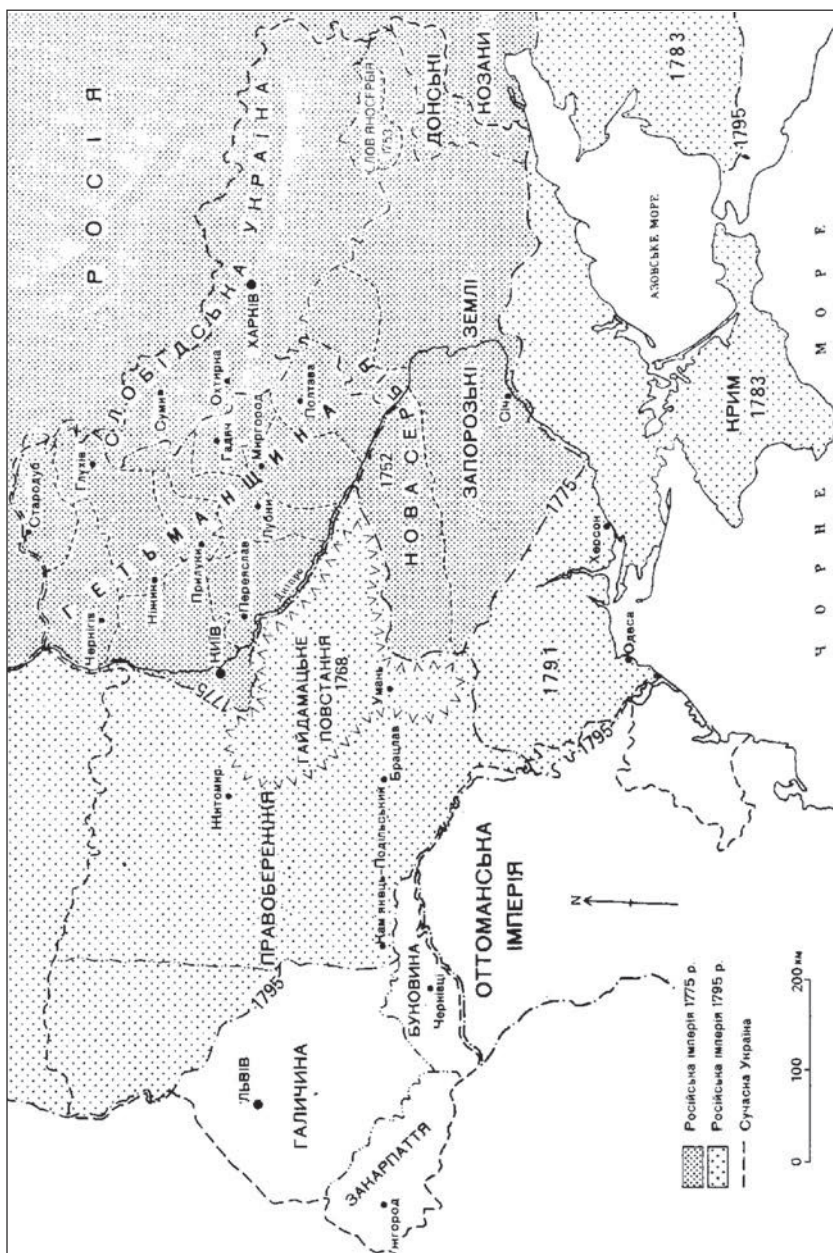 РОСІЯ
Стародуб
Глухів
СЛОБІДСЬКА УКРАЇНА
Чернігів
ГЕТЬМАНЩИНА
Суми
Ніжин
Охтирка
Гадяч
ХАРКІВ
Прилуки
Миргород
Лубни
Переяслав
КИЇВ
Полтава
1775
Дніпро
Житомир
1752
ПРАВОБЕРЕЖЖЯ
ГАЙДАМАЦЬКЕ
ПОВСТАННЯ
1768
НОВА СЕРБІЯ
1753
ДОНСЬКІ
КОЗАКИ
1795
ЛЬВІВ
ГАЛИЧИНА
Умань
Брацлав
Кам'янець-Подільський
ЗАПОРОЗЬКІ ЗЕМЛІ
Січ
1775
БУКОВИНА
Чернівці
ЗАКАРПАТТЯ
1791
Херсон
1783
1795
ОТТОМАНСЬКА
ІМПЕРІЯ
1795
Одеса
АЗОВСЬКЕ МОРЕ
КРИМ
1783
ЧОРНЕ МОРЕ
N
Російська імперія 1775 р.
Російська імперія 1795 р.
Сучасна Україна
0 100 200 км